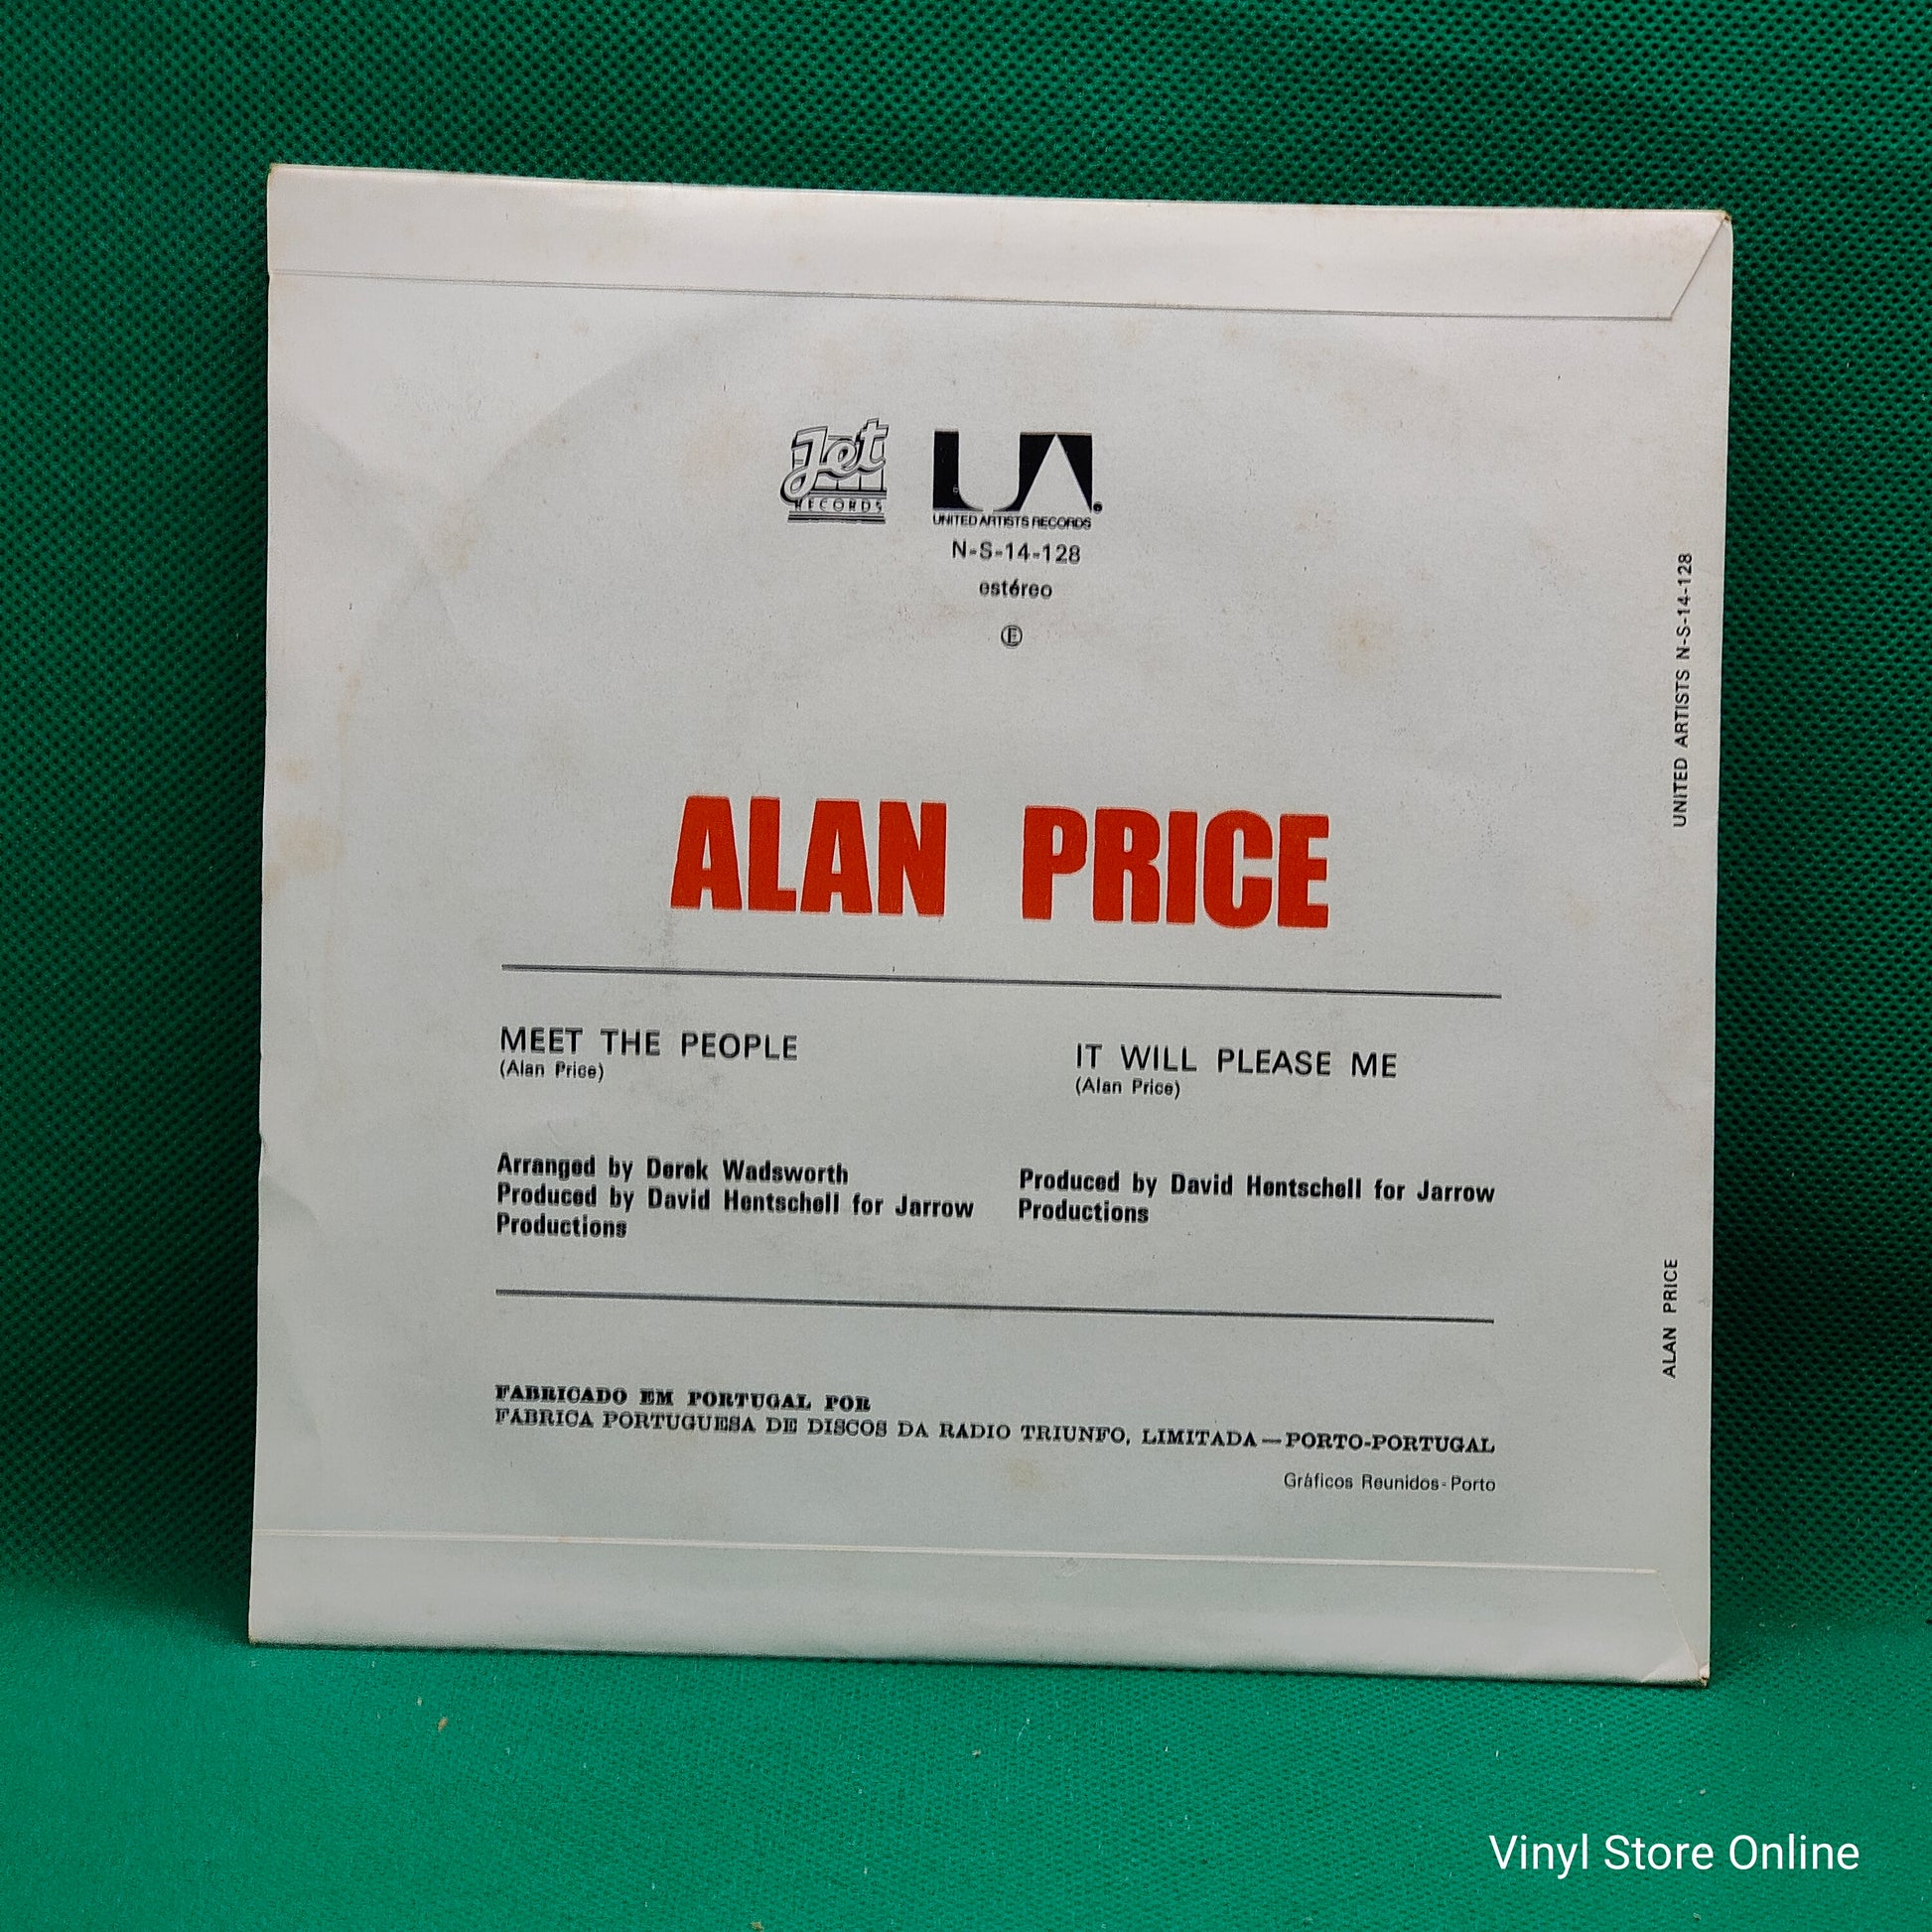 Jet
RECORDS
UA
UNITED ARTISTS RECORDS
N-S-14-128
estéreo
Ⓔ
ALAN PRICE
MEET THE PEOPLE
(Alan Price)
IT WILL PLEASE ME
(Alan Price)
Arranged by Derek Wadsworth
Produced by David Hentschell for Jarrow
Productions
Produced by David Hentschell for Jarrow
Productions
FABRICADO EM PORTUGAL POR
FABRICA PORTUGUESA DE DISCOS DA RADIO TRIUNFO, LIMITADA—PORTO-PORTUGAL
Gráficos Reunidos-Porto
UNITED ARTISTS N-S-14-128
ALAN PRICE
Vinyl Store Online